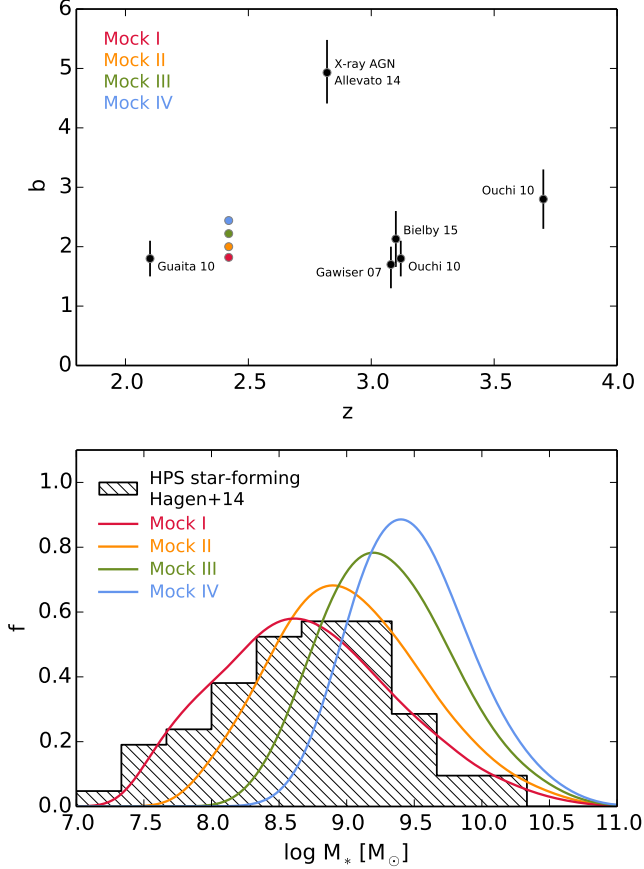 6
5
4
3
2
1
0
b
Mock I
Mock II
Mock III
Mock IV
X-ray AGN
Allevato 14
Ouchi 10
Bielby 15
Guaita 10
Gawiser 07
Ouchi 10
2.0 2.5 3.0 3.5 4.0
z
1.0
0.8
0.6
0.4
0.2
0.0
f
HPS star-forming
Hagen+14
Mock I
Mock II
Mock III
Mock IV
7.0 7.5 8.0 8.5 9.0 9.5 10.0 10.5 11.0
log M* [M☉]